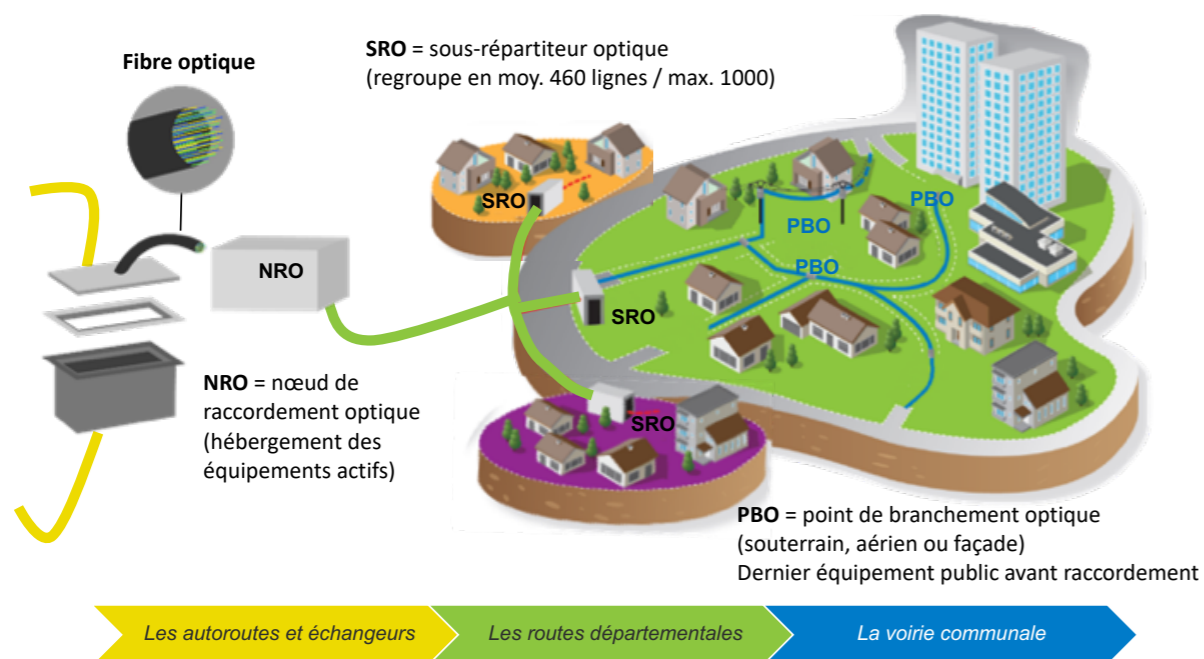 SRO = sous-répartiteur optique
(regroupe en moy. 460 lignes / max. 1000)
Fibre optique
SRO
PBO
PBO
NRO
PBO
SRO
NRO = nœud de
raccordement optique
(hébergement des
équipements actifs)
SRO
PBO = point de branchement optique
(souterrain, aérien ou façade)
Dernier équipement public avant raccordement
Les autoroutes et échangeurs
Les routes départementales
La voirie communale